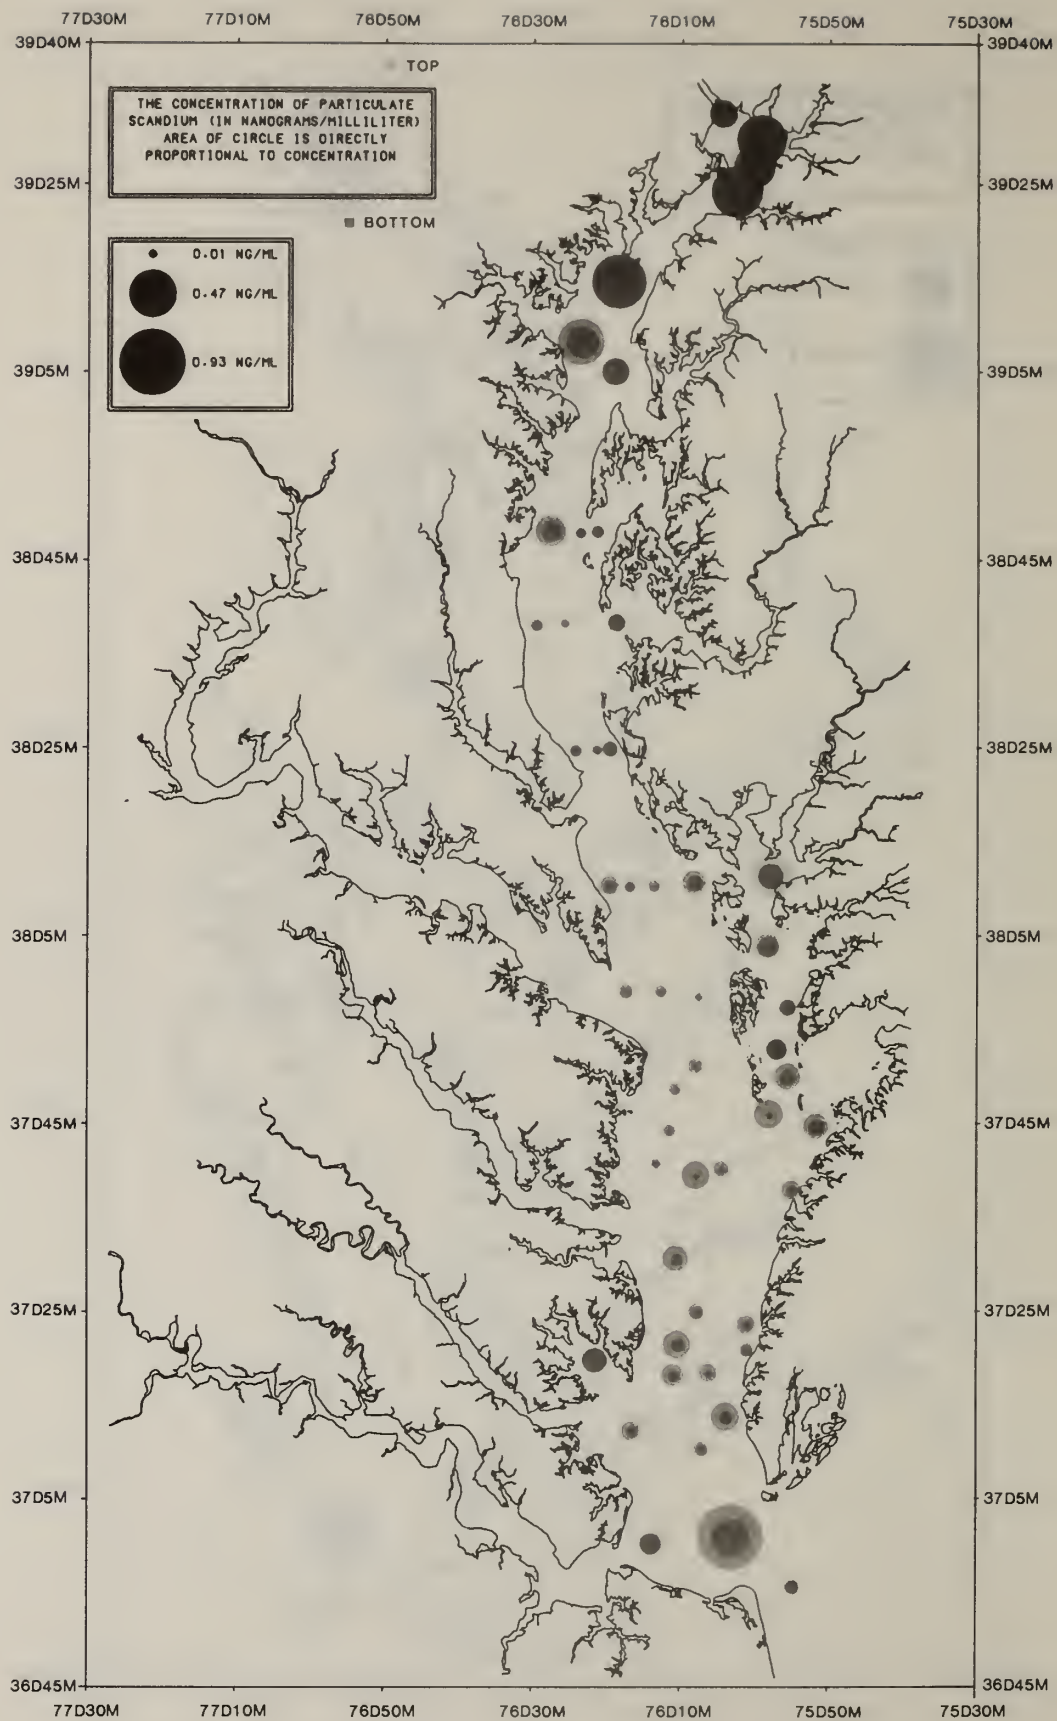 77D30M 77D10M 76D50M 76D30M 76D10M 75D50M 75D30M
39D40M 39D40M
TOP
THE CONCENTRATION OF PARTICULATE
SCANDIUM (IN NANOGRAMS/MILLILITER)
AREA OF CIRCLE IS DIRECTLY
PROPORTIONAL TO CONCENTRATION
39D25M 39D25M
BOTTOM
0.01 NG/ML
0.47 NG/ML
0.93 NG/ML
39D5M 39D5M
38D45M 38D45M
38D25M 38D25M
38D5M 38D5M
37D45M 37D45M
37D25M 37D25M
37D5M 37D5M
36D45M 36D45M
77D30M 77D10M 76D50M 76D30M 76D10M 75D50M 75D30M